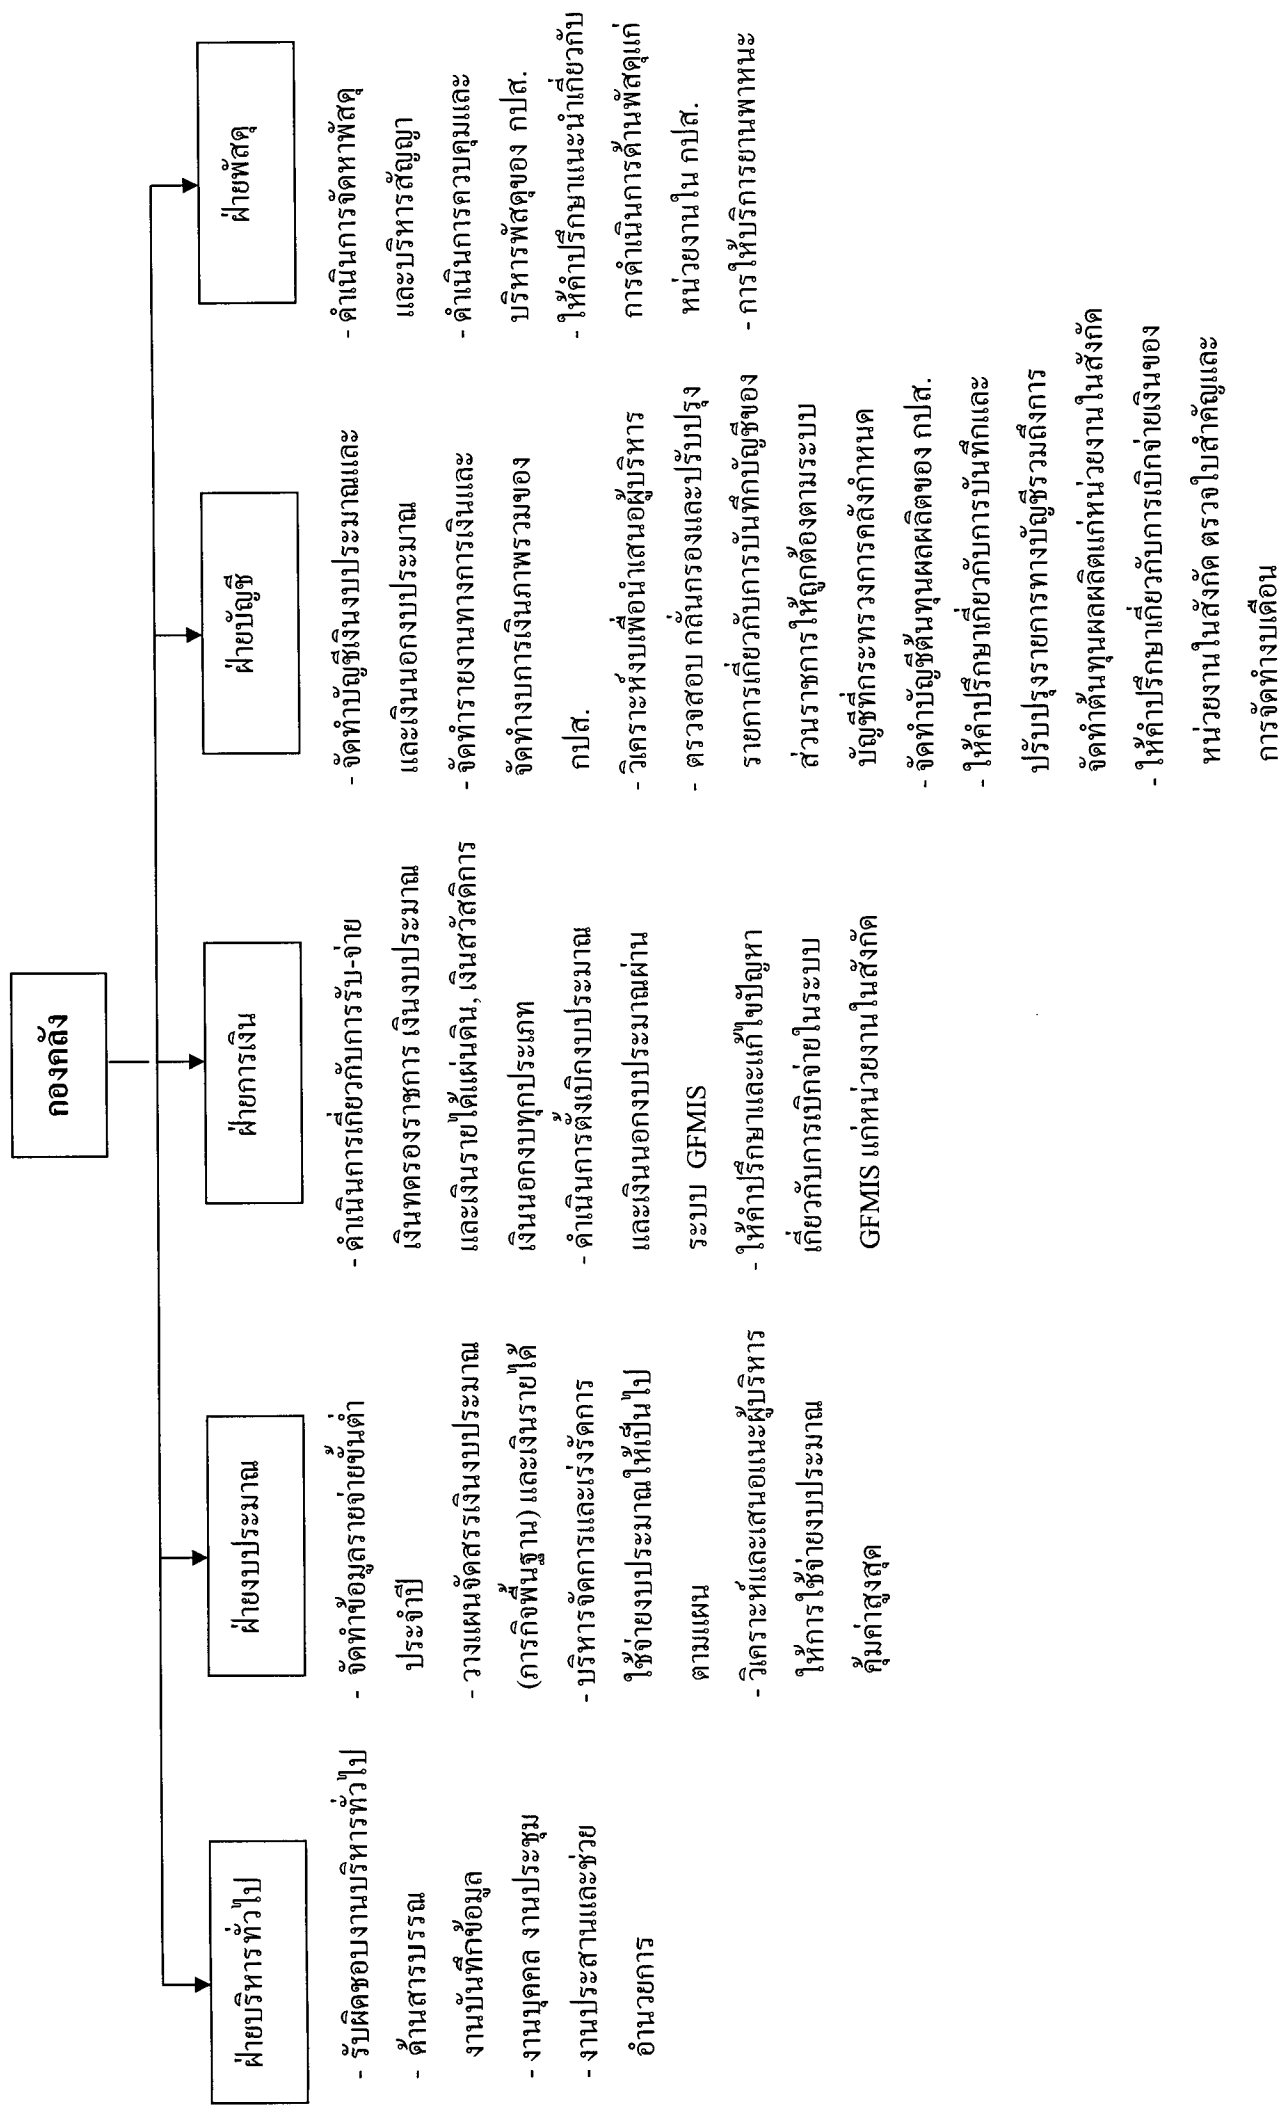 กองคลัง
ฝ่ายบริหารทั่วไป
- รับผิดชอบงานบริหารทั่วไป
- ด้านสารบรรณ
งานบันทึกข้อมูล
- งานบุคคล งานประชุม
- งานประสานและช่วย
อำนวยการ
ฝ่ายงบประมาณ
- จัดทำข้อมูลรายจ่ายขั้นต่ำ
ประจำปี
- วางแผนจัดสรรเงินงบประมาณ
(ภารกิจพื้นฐาน) และเงินรายได้
- บริหารจัดการและเร่งรัดการ
ใช้จ่ายงบประมาณให้เป็นไป
ตามแผน
- วิเคราะห์และเสนอแนะผู้บริหาร
ให้การใช้จ่ายงบประมาณ
คุ้มค่าสูงสุด
ฝ่ายการเงิน
- ดำเนินการเกี่ยวกับการรับ-จ่าย
เงินทดรองราชการ เงินงบประมาณ
และเงินรายได้แผ่นดิน, เงินสวัสดิการ
เงินนอกงบทุกประเภท
- ดำเนินการตั้งเบิกงบประมาณ
และเงินนอกงบประมาณผ่าน
ระบบ GFMIS
- ให้คำปรึกษาและแก้ไขปัญหา
เกี่ยวกับการเบิกจ่ายในระบบ
GFMIS แก่หน่วยงานในสังกัด
ฝ่ายบัญชี
- จัดทำบัญชีเงินงบประมาณและ
และเงินนอกงบประมาณ
- จัดทำรายงานทางการเงินและ
จัดทำงบการเงินภาพรวมของ
กปส.
- วิเคราะห์งบเพื่อนำเสนอผู้บริหาร
- ตรวจสอบ กลั่นกรองและปรับปรุง
รายการเกี่ยวกับการบันทึกบัญชีของ
ส่วนราชการให้ถูกต้องตามระบบ
บัญชีที่กระทรวงการคลังกำหนด
- จัดทำบัญชีต้นทุนผลผลิตของ กปส.
- ให้คำปรึกษาเกี่ยวกับการบันทึกและ
ปรับปรุงรายการทางบัญชีรวมถึงการ
จัดทำต้นทุนผลผลิตแก่หน่วยงานในสังกัด
- ให้คำปรึกษาเกี่ยวกับการเบิกจ่ายเงินของ
หน่วยงานในสังกัด ตรวจใบสำคัญและ
การจัดทำงบเดือน
ฝ่ายพัสดุ
- ดำเนินการจัดหาพัสดุ
และบริหารสัญญา
- ดำเนินการควบคุมและ
บริหารพัสดุของ กปส.
- ให้คำปรึกษาแนะนำเกี่ยวกับ
การดำเนินการด้านพัสดุแก่
หน่วยงานใน กปส.
- การให้บริการยานพาหนะ